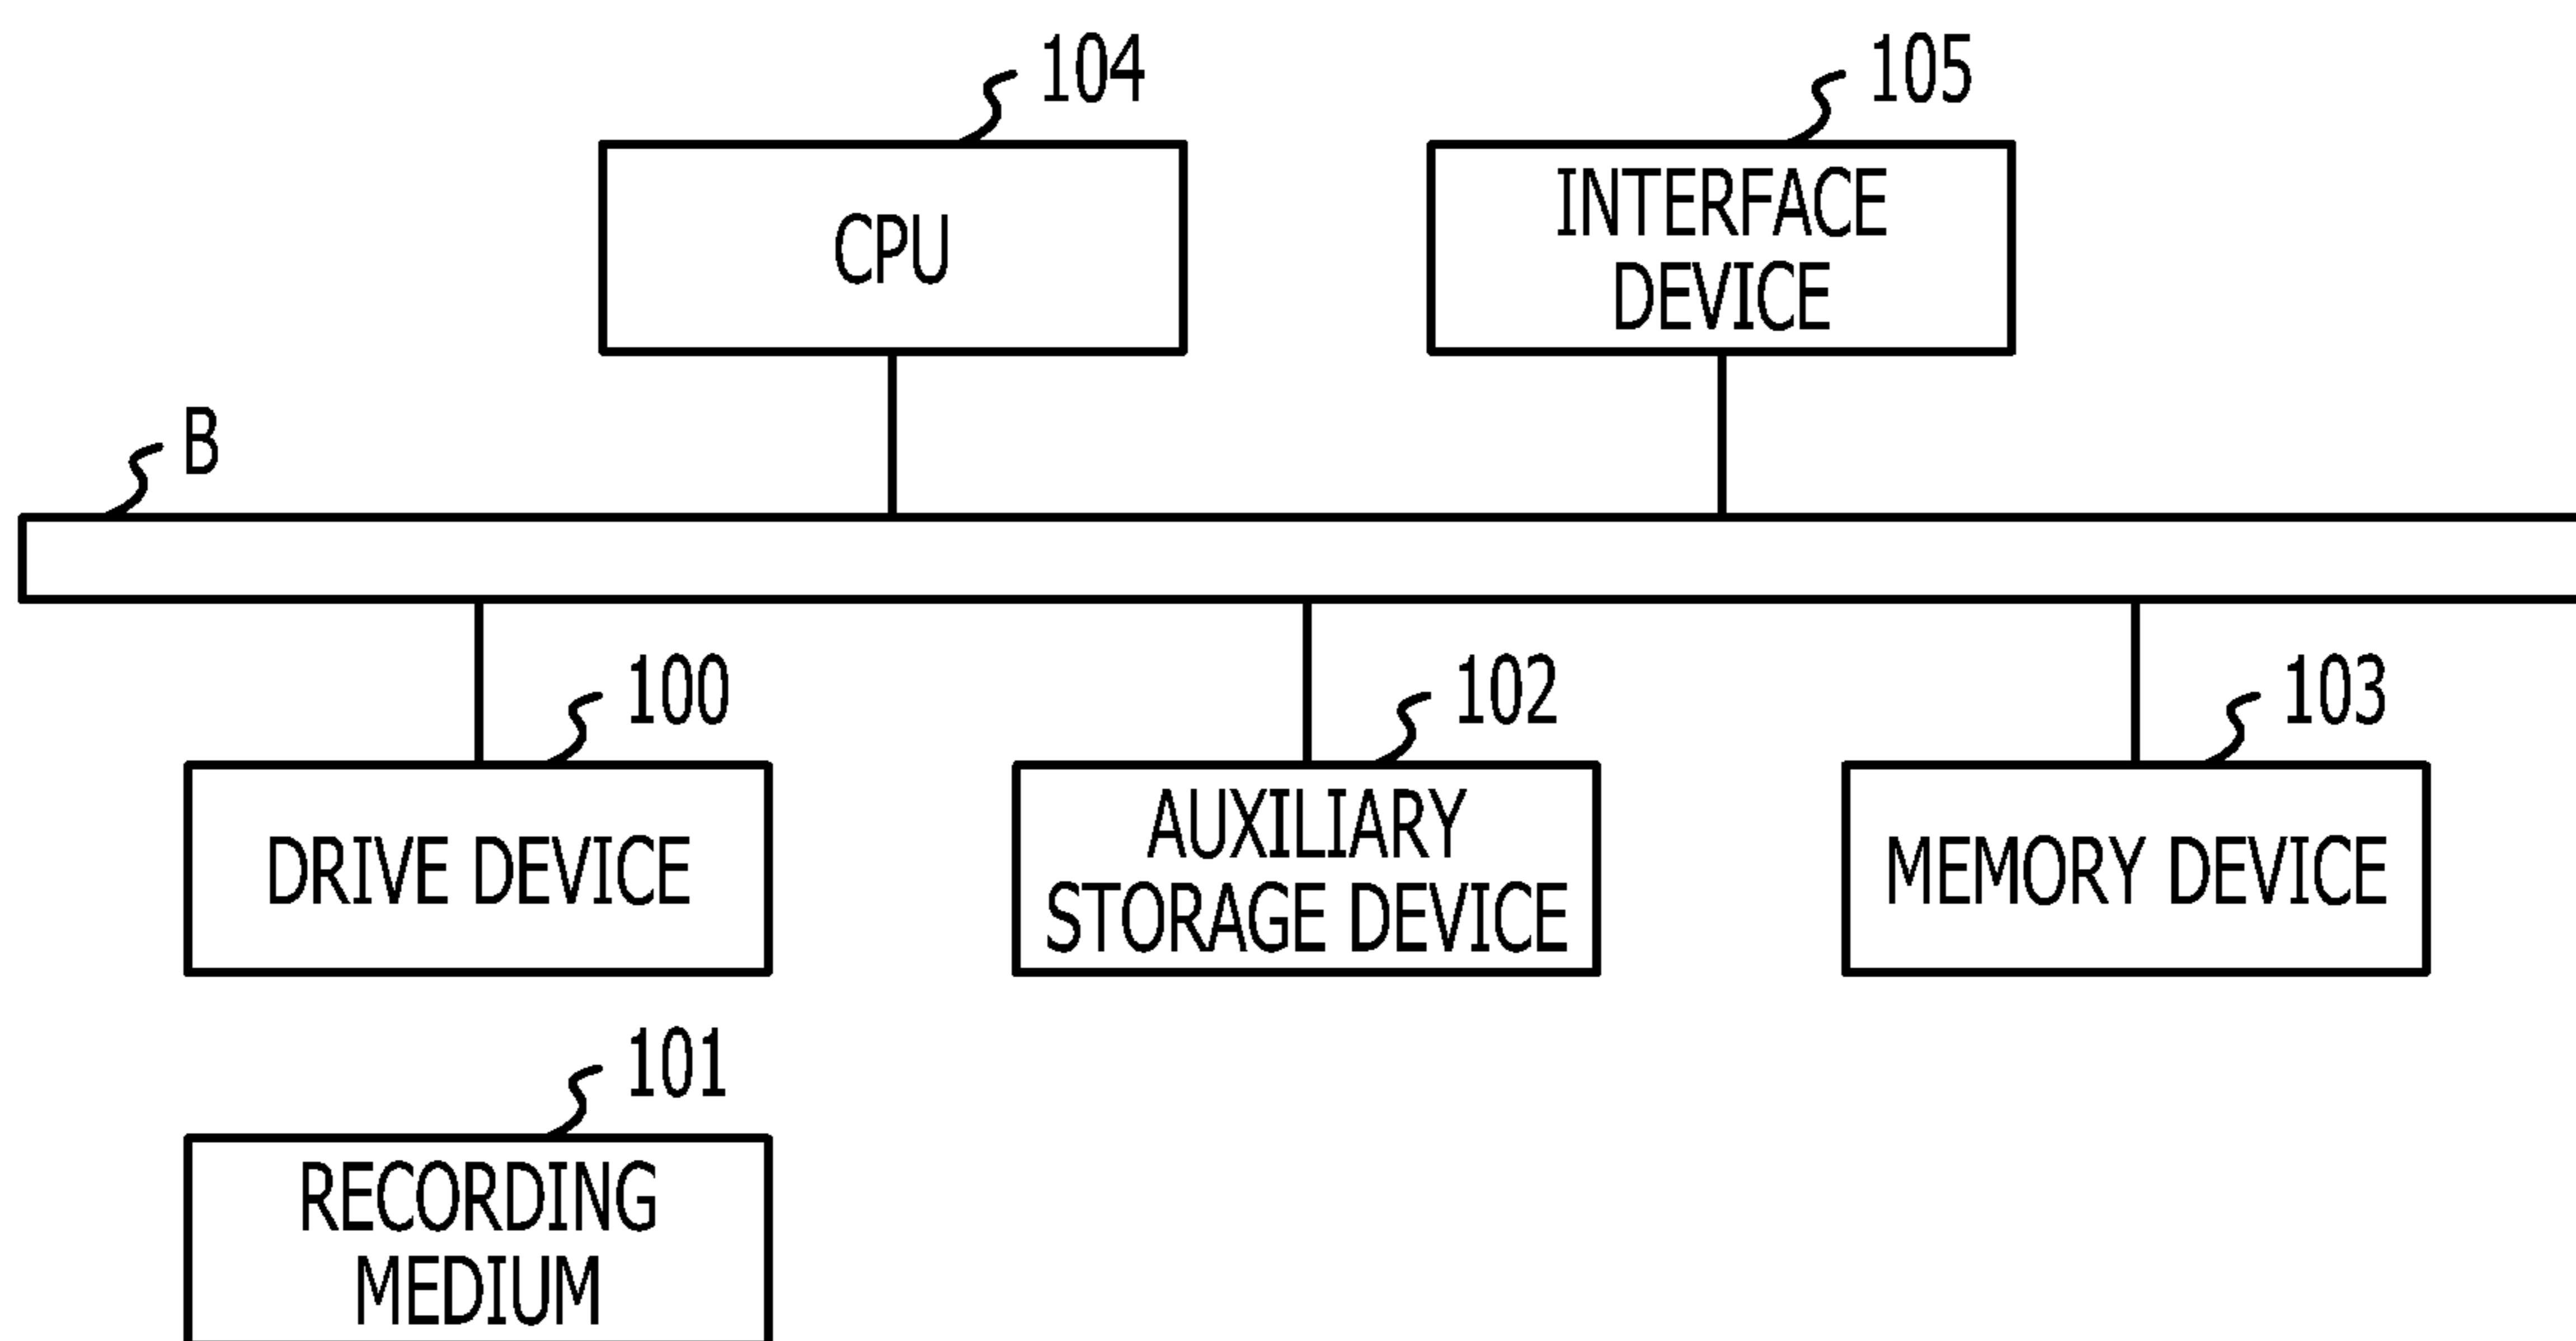 104
CPU
105
INTERFACE
DEVICE
B
100
DRIVE DEVICE
102
AUXILIARY
STORAGE DEVICE
103
MEMORY DEVICE
101
RECORDING
MEDIUM